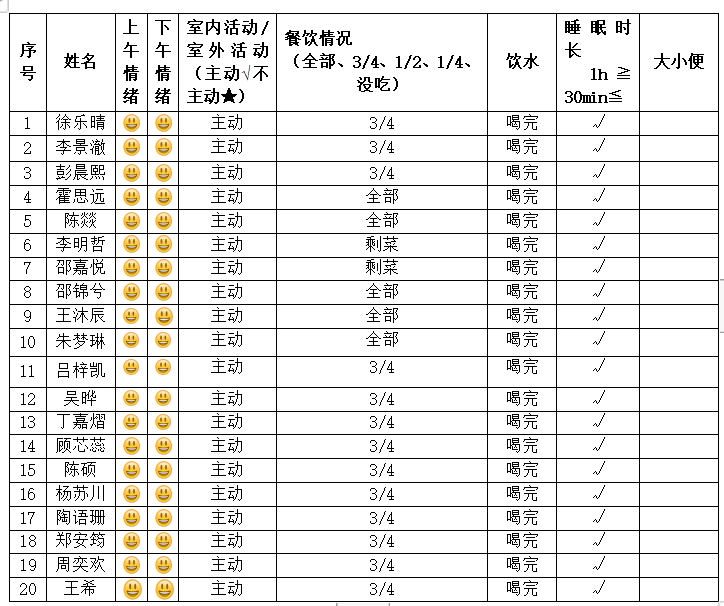 序号 姓名 上午情绪 下午情绪 室内活动/室外活动（主动√不主动★） 餐饮情况（全部、3/4、1/2、1/4、没吃） 饮水 睡眠时长 1h≧ 30min≦ 大小便
1 徐乐晴 😃 😃 主动 3/4 喝完 √
2 李景澈 😃 😃 主动 3/4 喝完 √
3 彭晨熙 😃 😃 主动 3/4 喝完 √
4 霍思远 😃 😃 主动 全部 喝完 √
5 陈燚 😃 😃 主动 全部 喝完 √
6 李明哲 😃 😃 主动 剩菜 喝完 √
7 邵嘉悦 😃 😃 主动 剩菜 喝完 √
8 邵锦兮 😃 😃 主动 全部 喝完 √
9 王沐辰 😃 😃 主动 全部 喝完 √
10 朱梦琳 😃 😃 主动 全部 喝完 √
11 吕梓凯 😃 😃 主动 3/4 喝完 √
12 吴晔 😃 😃 主动 3/4 喝完 √
13 丁嘉熠 😃 😃 主动 3/4 喝完 √
14 顾芯蕊 😃 😃 主动 3/4 喝完 √
15 陈硕 😃 😃 主动 3/4 喝完 √
16 杨苏川 😃 😃 主动 3/4 喝完 √
17 陶语珊 😃 😃 主动 3/4 喝完 √
18 郑安筠 😃 😃 主动 3/4 喝完 √
19 周奕欢 😃 😃 主动 3/4 喝完 √
20 王希 😃 😃 主动 3/4 喝完 √